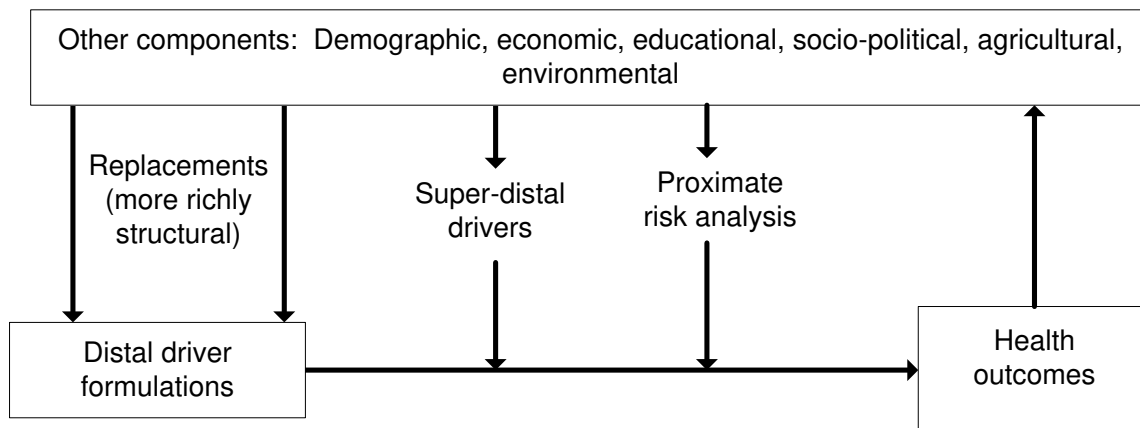 Other components:  Demographic, economic, educational, socio-political, agricultural,
environmental
Replacements
(more richly
structural)
Super-distal
drivers
Proximate
risk analysis
Distal driver
formulations
Health
outcomes